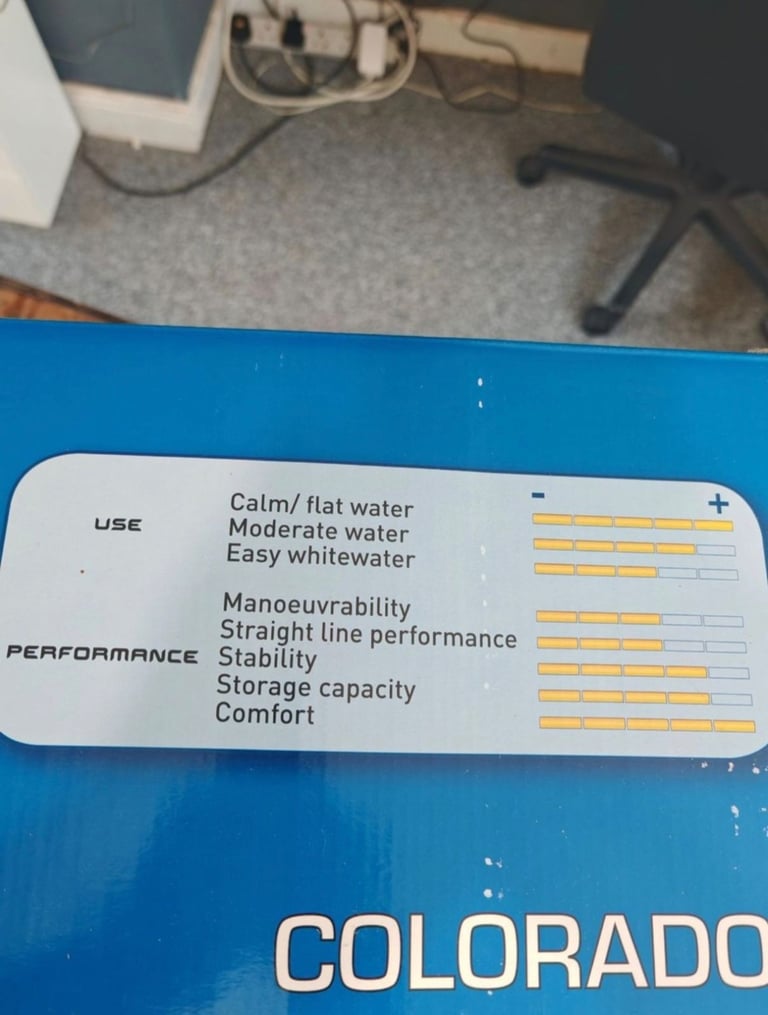 - +
USE
Calm/ flat water
Moderate water
Easy whitewater
PERFORMANCE
Manoeuvrability
Straight line performance
Stability
Storage capacity
Comfort
COLORADO